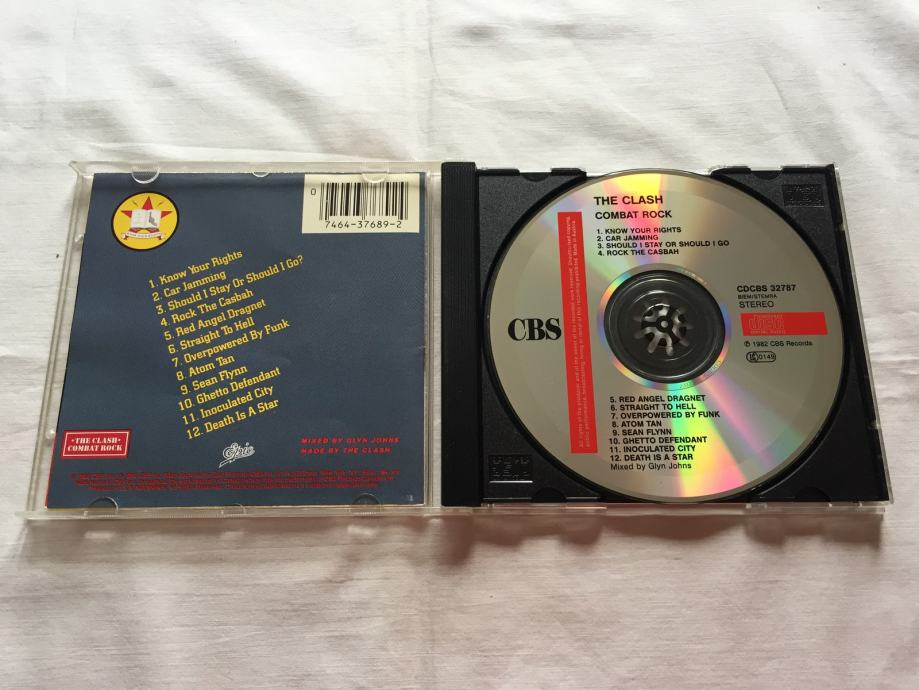 0
7464-37689-2
1. Know Your Rights
2. Car Jamming
3. Should I Stay Or Should I Go?
4. Rock The Casbah
5. Red Angel Dragnet
6. Straight To Hell
7. Overpowered By Funk
8. Atom Tan
9. Sean Flynn
10. Ghetto Defendant
11. Inoculated City
12. Death Is A Star
• THE CLASH •
COMBAT ROCK
Epic
MIXED BY GLYN JOHNS
MADE BY THE CLASH
THE CLASH
COMBAT ROCK
1. KNOW YOUR RIGHTS
2. CAR JAMMING
3. SHOULD I STAY OR SHOULD I GO
4. ROCK THE CASBAH
CBS
CDCBS 32787
BIEM/STEMRA
STEREO
COMPACT
disc
DIGITAL AUDIO
℗ 1982 CBS Records
0149
5. RED ANGEL DRAGNET
6. STRAIGHT TO HELL
7. OVERPOWERED BY FUNK
8. ATOM TAN
9. SEAN FLYNN
10. GHETTO DEFENDANT
11. INOCULATED CITY
12. DEATH IS A STAR
Mixed by Glyn Johns